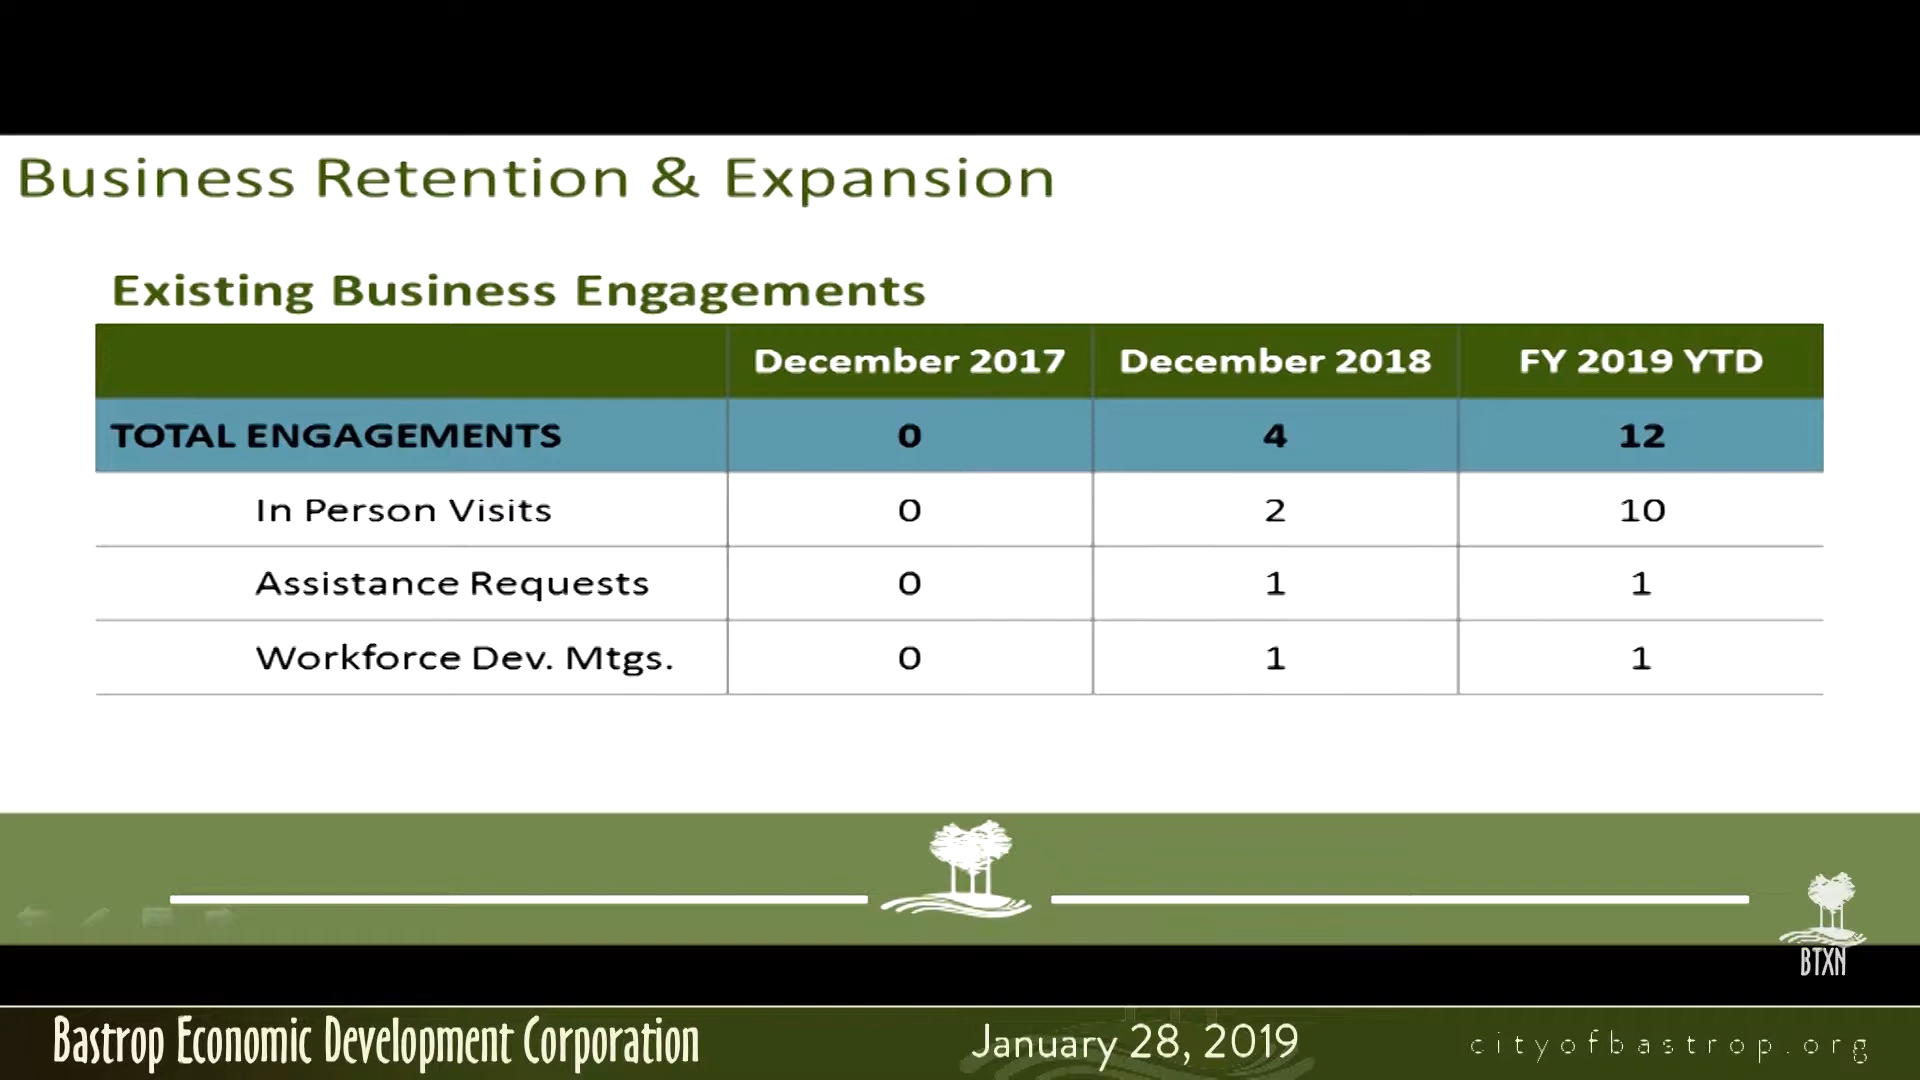 Business Retention & Expansion
Existing Business Engagements
December 2017 December 2018 FY 2019 YTD
TOTAL ENGAGEMENTS 0 4 12
In Person Visits 0 2 10
Assistance Requests 0 1 1
Workforce Dev. Mtgs. 0 1 1
BTXN
Bastrop Economic Development Corporation January 28, 2019 cityofbastrop.org